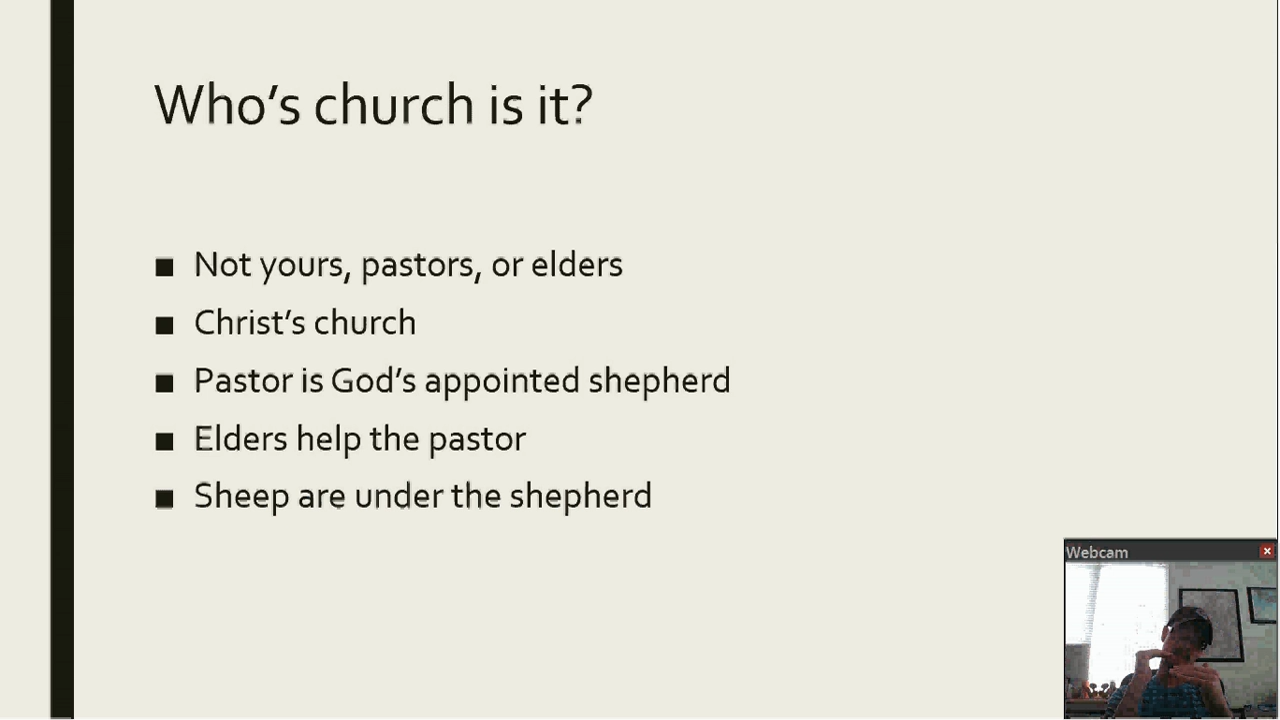 Who's church is it?
Not yours, pastors, or elders
Christ's church
Pastor is God's appointed shepherd
Elders help the pastor
Sheep are under the shepherd
Webcam